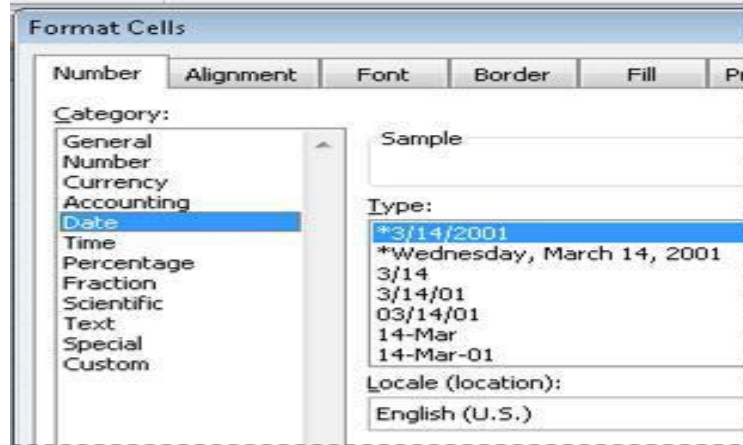 Format Cells
Number Alignment Font Border Fill
Category:
General
Number
Currency
Accounting
Date
Time
Percentage
Fraction
Scientific
Text
Special
Custom
Sample
Type:
*3/14/2001
*Wednesday, March 14, 2001
3/14
3/14/01
03/14/01
14-Mar
14-Mar-01
Locale (location):
English (U.S.)